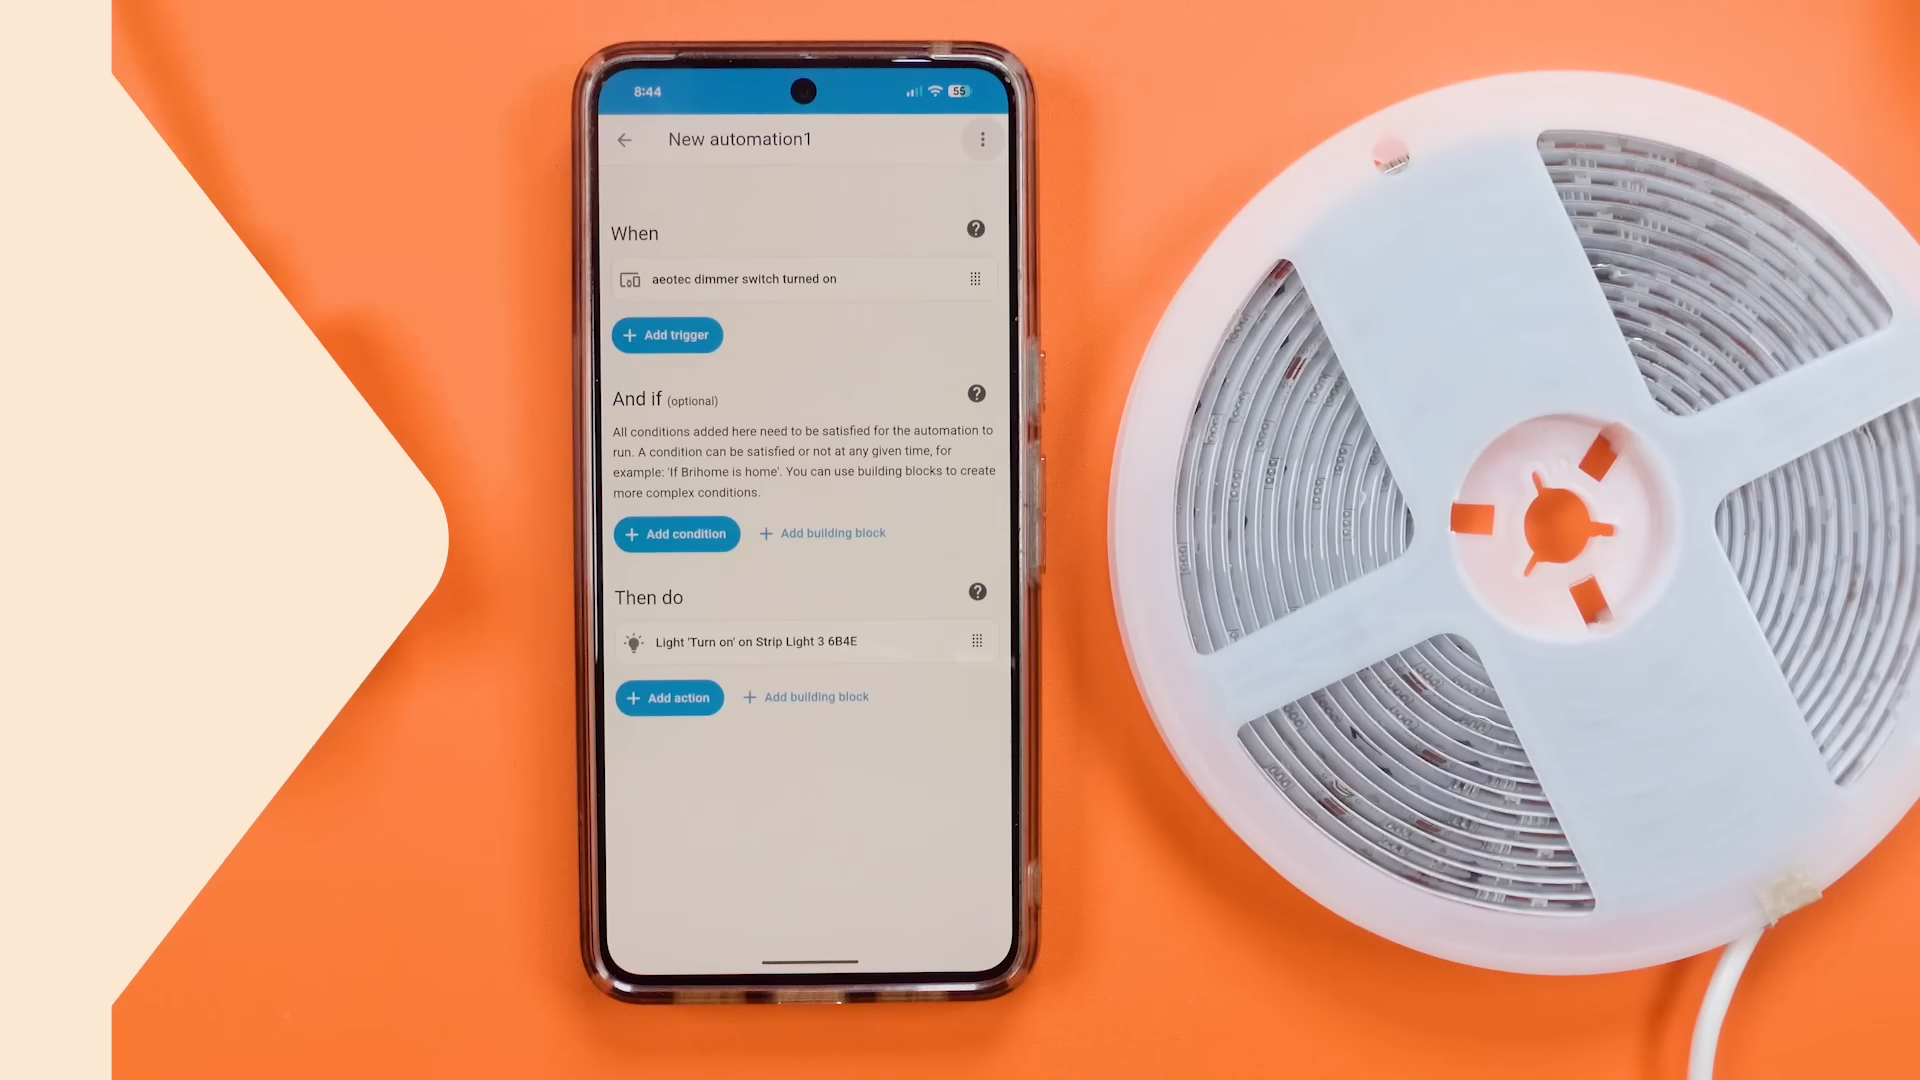 8:44
55
New automation1
When
aeotec dimmer switch turned on
Add trigger
And if (optional)
All conditions added here need to be satisfied for the automation to
run. A condition can be satisfied or not at any given time, for
example: 'If Brihome is home'. You can use building blocks to create
more complex conditions.
Add condition
Add building block
Then do
Light 'Turn on' on Strip Light 3 6B4E
Add action
Add building block